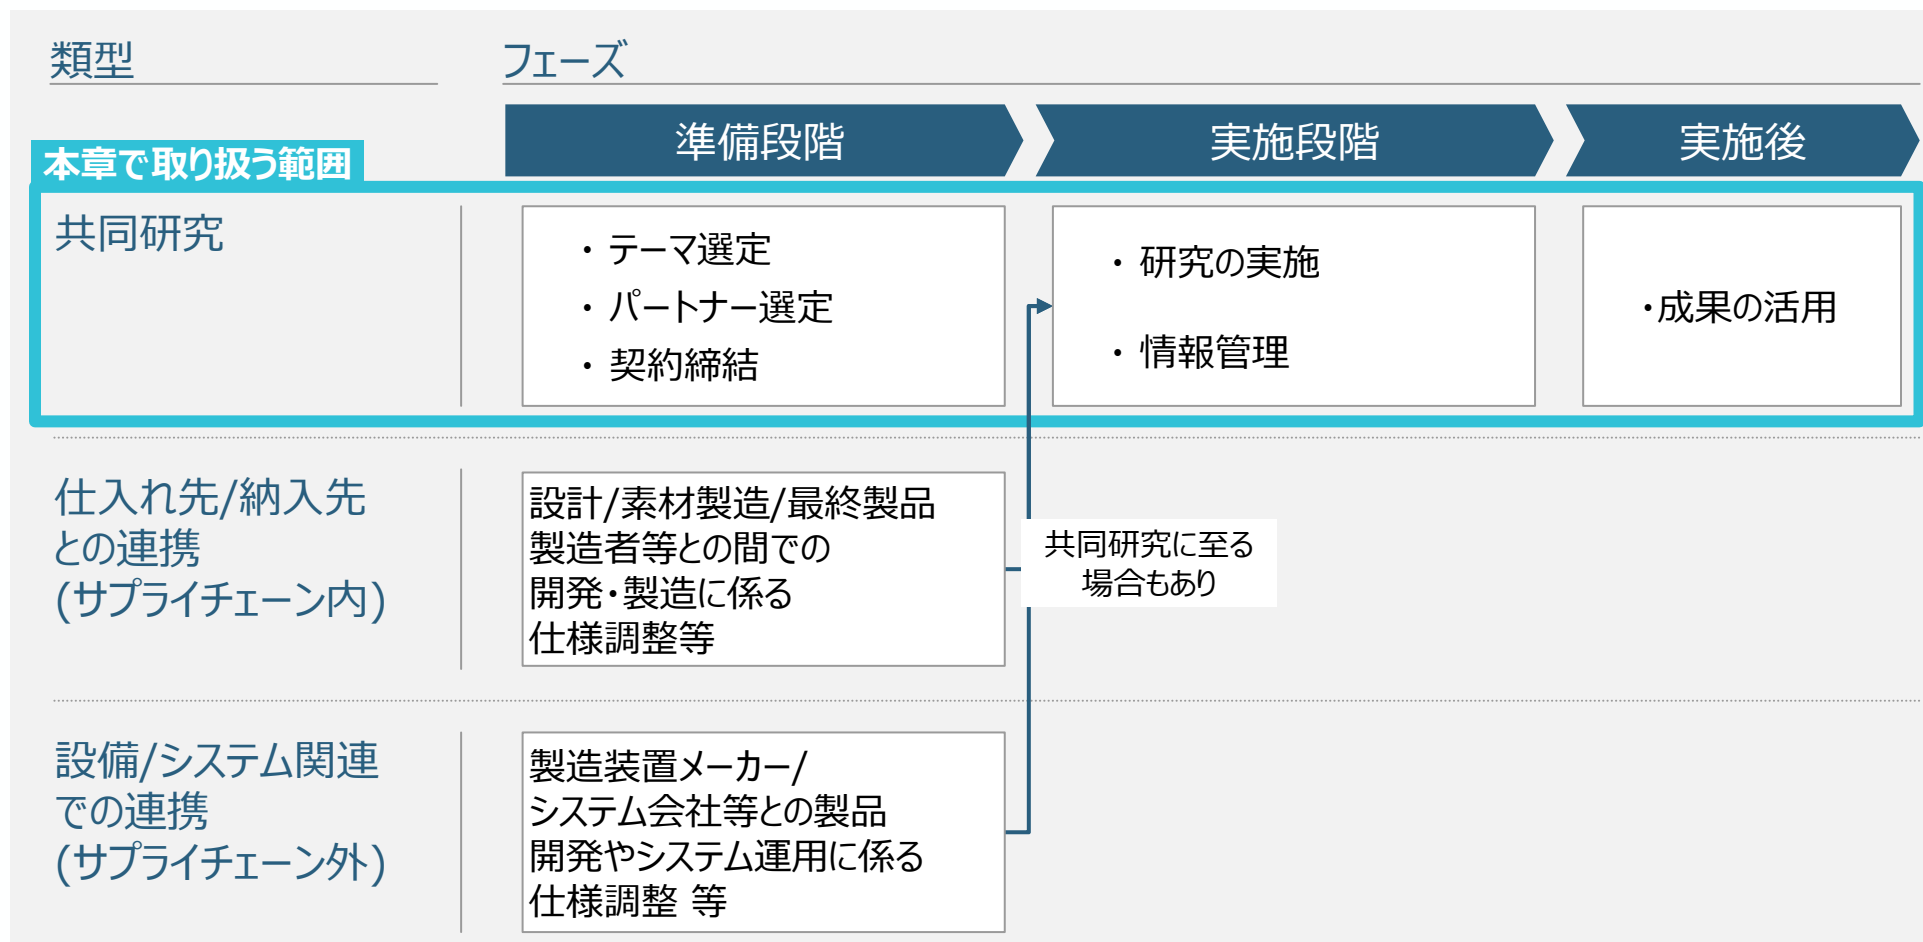 類型
フェーズ
準備段階
実施段階
実施後
本章で取り扱う範囲
共同研究
・ テーマ選定
・ パートナー選定
・ 契約締結
・ 研究の実施
・ 情報管理
・成果の活用
仕入れ先/納入先
との連携
(サプライチェーン内)
設計/素材製造/最終製品
製造者等との間での
開発・製造に係る
仕様調整等
共同研究に至る
場合もあり
設備/システム関連
での連携
(サプライチェーン外)
製造装置メーカー/
システム会社等との製品
開発やシステム運用に係る
仕様調整 等